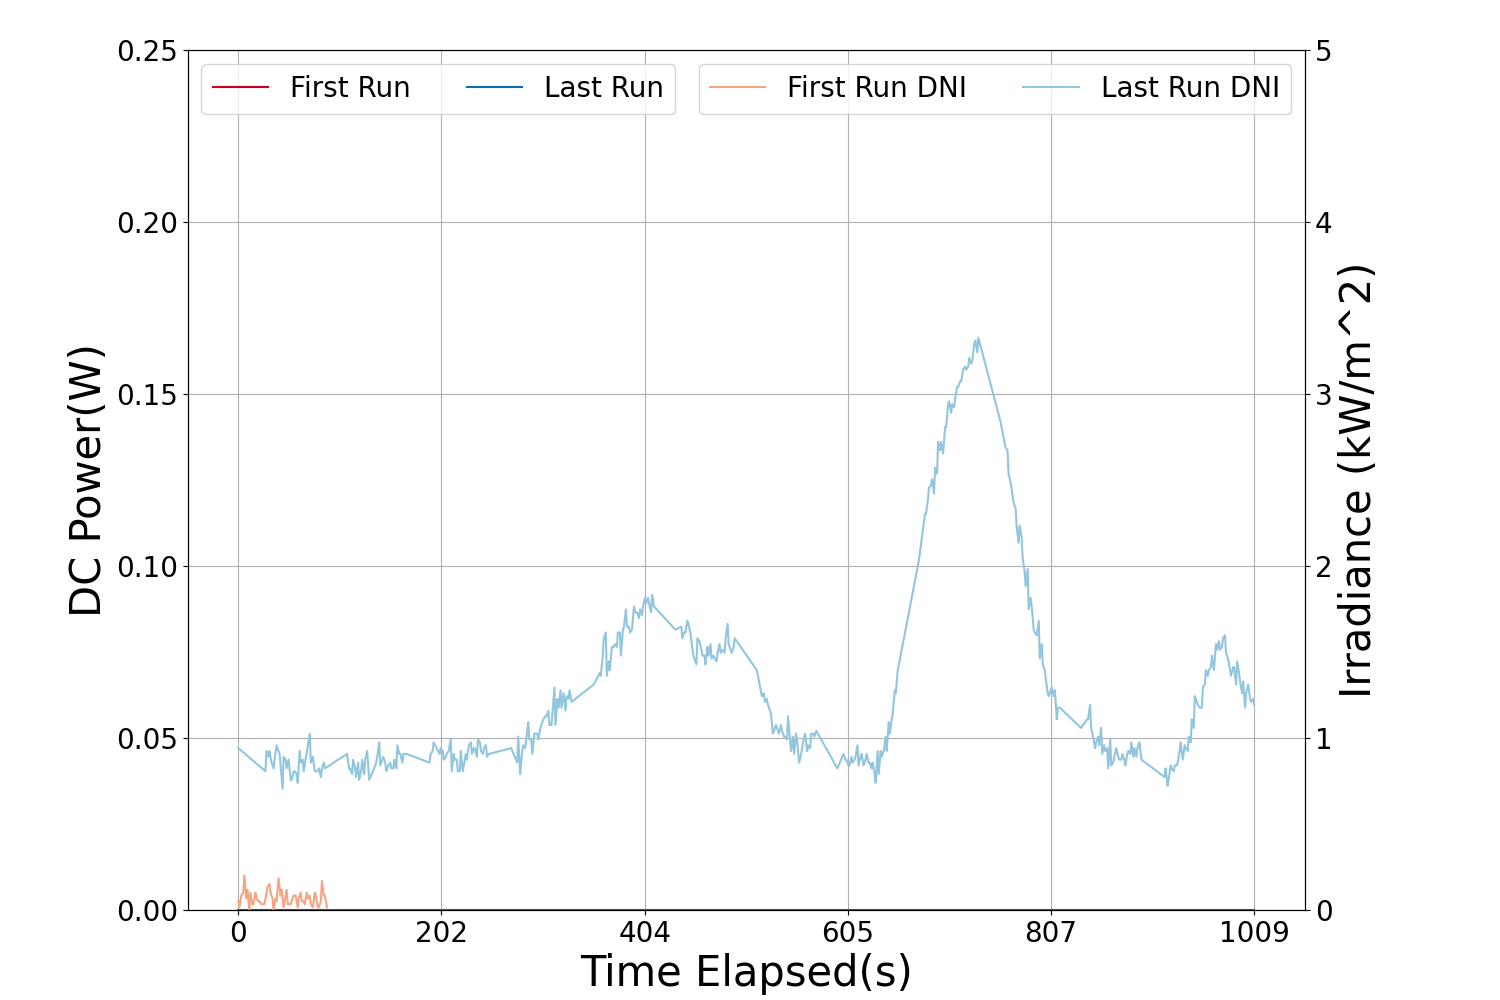 First Run
Last Run
First Run DNI
Last Run DNI
0.25
0.20
0.15
0.10
0.05
0.00
DC Power(W)
5
4
3
2
1
0
Irradiance (kW/m^2)
0
202
404
605
807
1009
Time Elapsed(s)